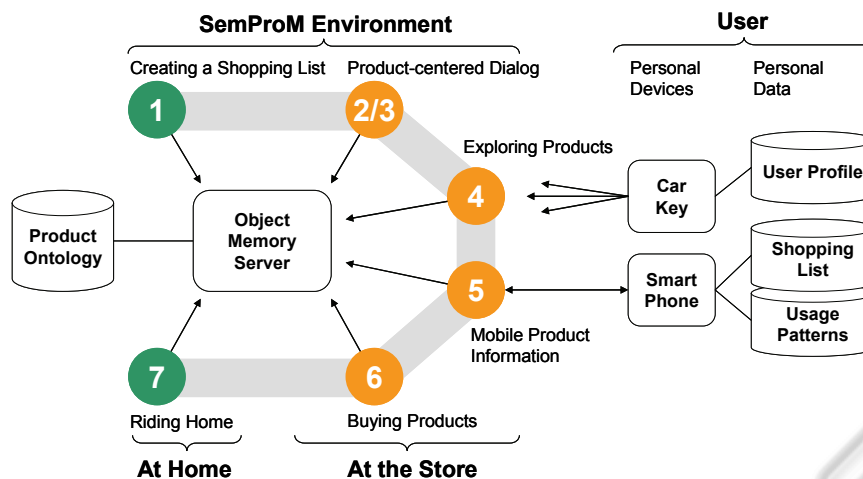 SemProM Environment
User
Creating a Shopping List
Product-centered Dialog
Personal
Devices
Personal
Data
1
2/3
Exploring Products
4
Car
Key
User Profile
Product
Ontology
Object
Memory
Server
5
Smart
Phone
Shopping
List
Usage
Patterns
Mobile Product
Information
7
6
Riding Home
Buying Products
At Home
At the Store